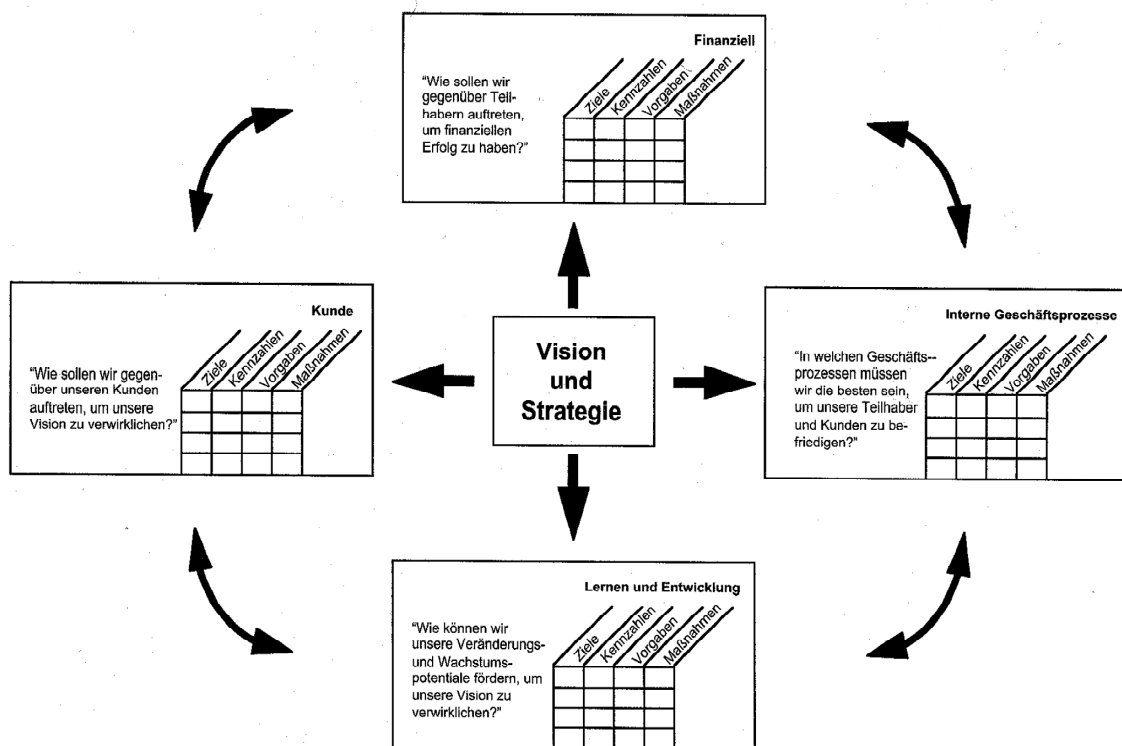 Finanziell
"Wie sollen wir
gegenüber Teil-
habern auftreten,
um finanziellen
Erfolg zu haben?"
Ziele
Kennzahlen
Vorgaben
Maßnahmen
Kunde
"Wie sollen wir gegen-
über unseren Kunden
auftreten, um unsere
Vision zu verwirklichen?"
Ziele
Kennzahlen
Vorgaben
Maßnahmen
Vision
und
Strategie
Interne Geschäftsprozesse
"In welchen Geschäfts--
prozessen müssen
wir die besten sein,
um unsere Teilhaber
und Kunden zu be-
friedigen?"
Ziele
Kennzahlen
Vorgaben
Maßnahmen
Lernen und Entwicklung
"Wie können wir
unsere Veränderungs-
und Wachstums-
potentiale fördern, um
unsere Vision zu
verwirklichen?"
Ziele
Kennzahlen
Vorgaben
Maßnahmen